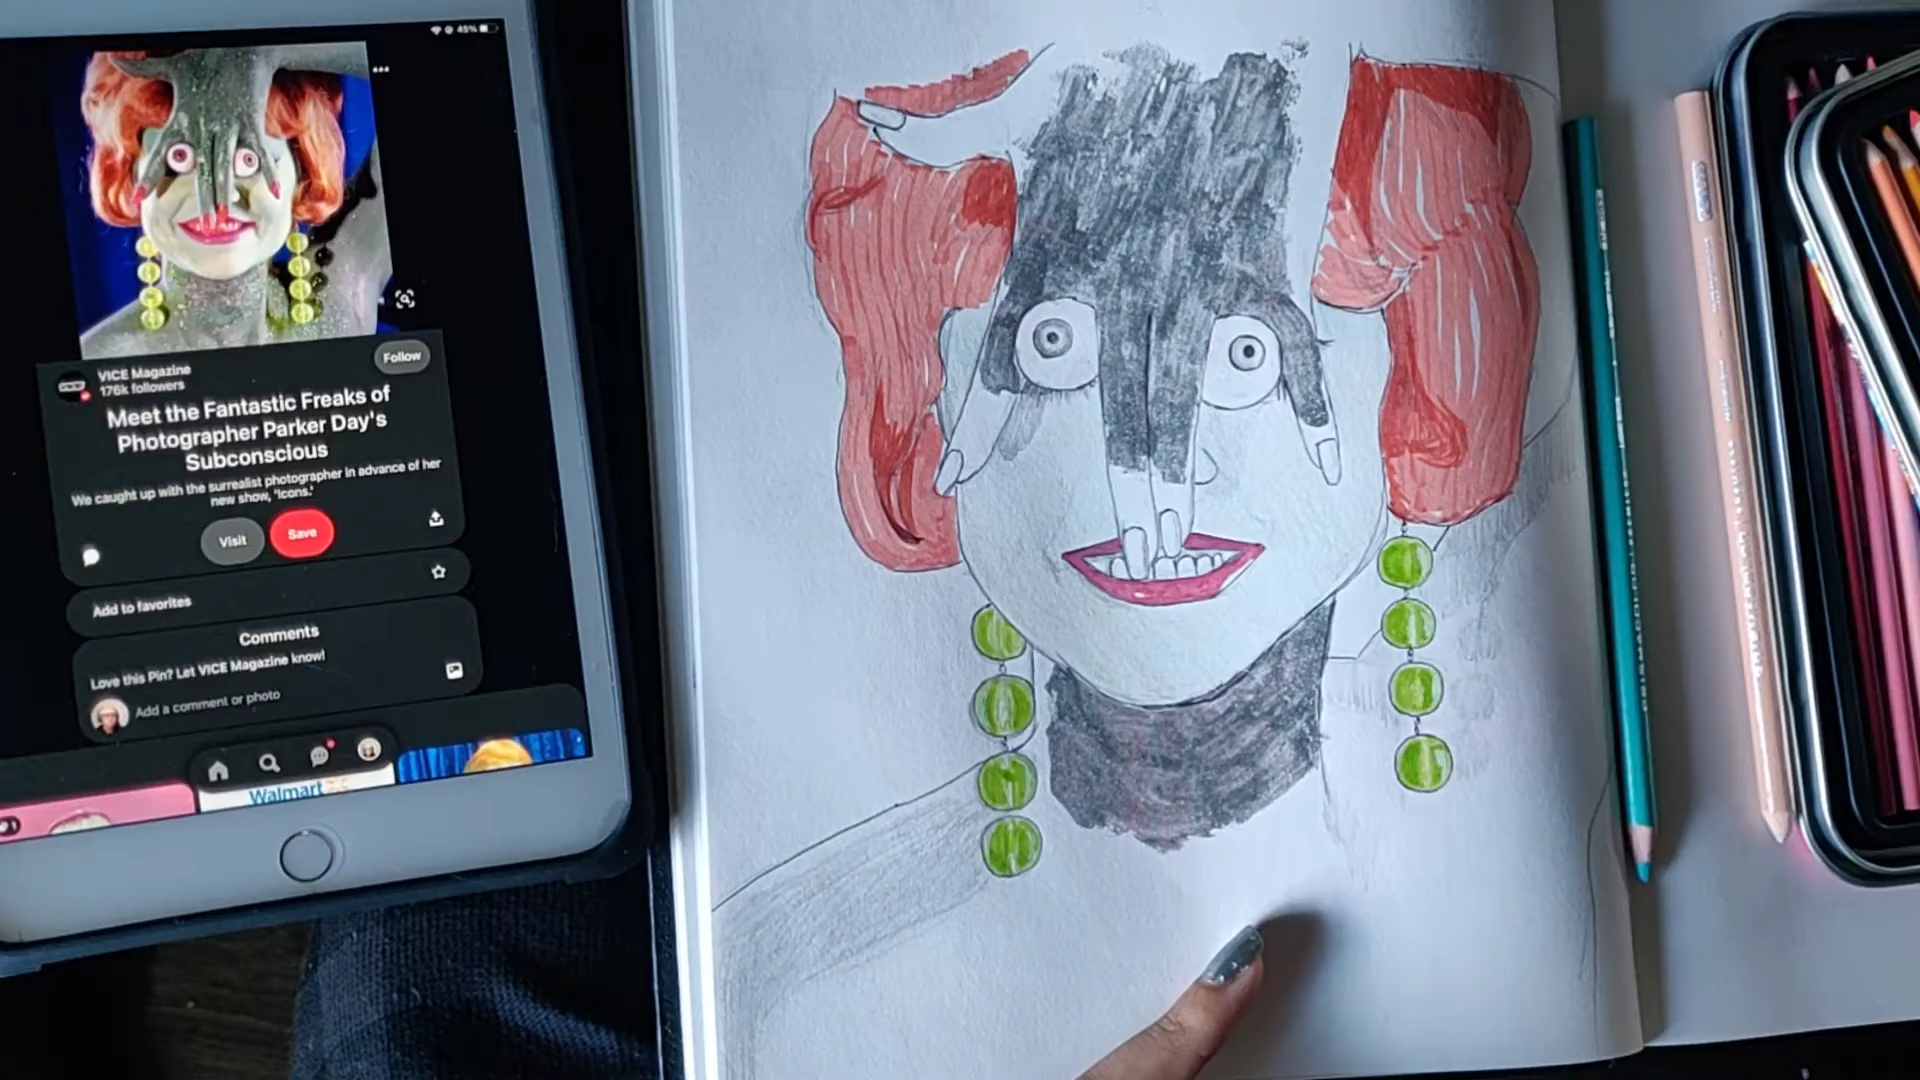 45%
VICE Magazine
176k followers
Follow
Meet the Fantastic Freaks of
Photographer Parker Day's
Subconscious
We caught up with the surrealist photographer in advance of her
new show, 'Icons.'
Visit
Save
Add to favorites
Comments
Love this Pin? Let VICE Magazine know!
Add a comment or photo
Walmart
PRISMACOLOR